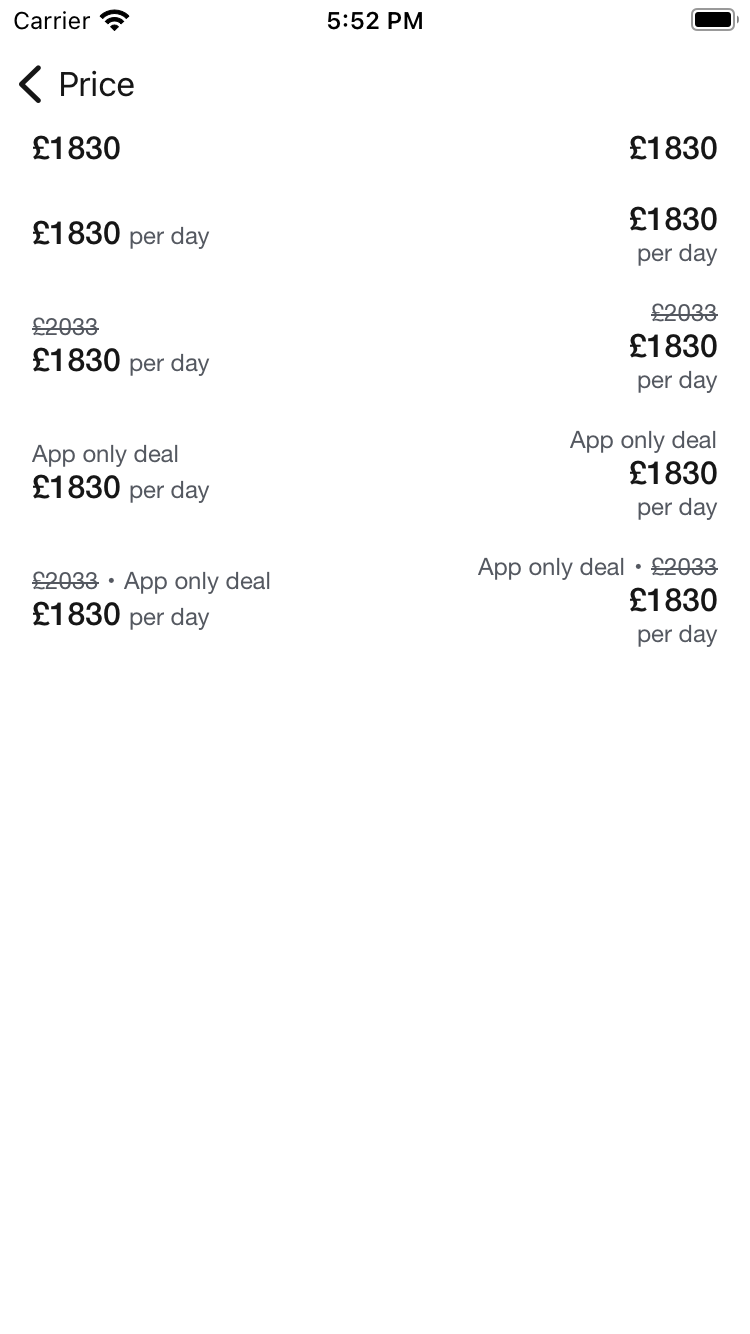 Carrier 5:52 PM
Price
£1830 £1830
£1830 per day £1830
per day
£2033 £2033
£1830 per day £1830
per day
App only deal App only deal
£1830 per day £1830
per day
£2033 • App only deal App only deal • £2033
£1830 per day £1830
per day